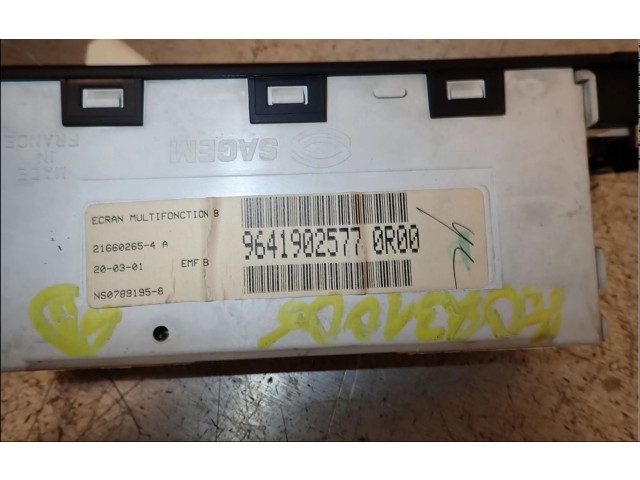 MADE
IN
FRANCE
SAGEM
ECRAN MULTIFONCTION B
21660265-4 A
20-03-01 EMF B
NS0789195-8
9641902577 0R00